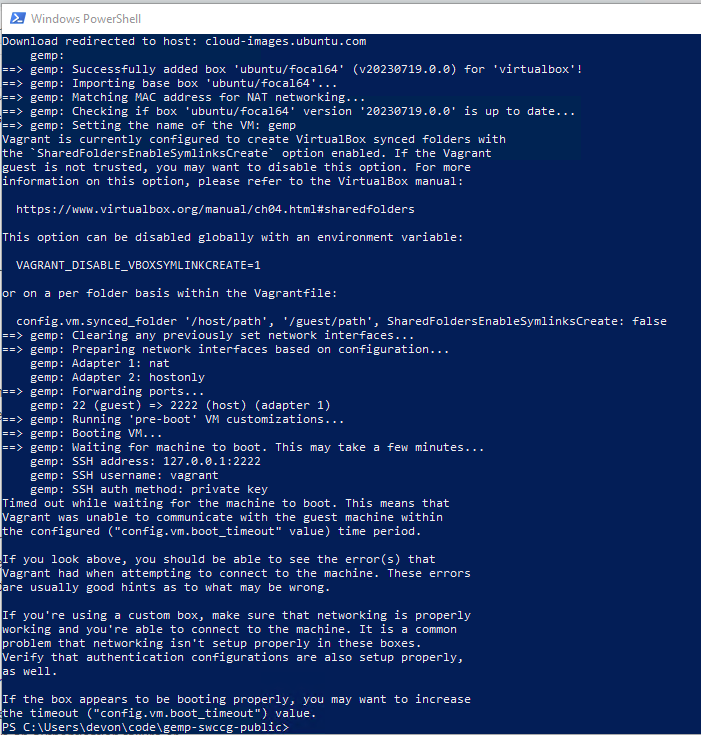 Windows PowerShell
Download redirected to host: cloud-images.ubuntu.com
    gemp:
==> gemp: Successfully added box 'ubuntu/focal64' (v20230719.0.0) for 'virtualbox'!
==> gemp: Importing base box 'ubuntu/focal64'...
==> gemp: Matching MAC address for NAT networking...
==> gemp: Checking if box 'ubuntu/focal64' version '20230719.0.0' is up to date...
==> gemp: Setting the name of the VM: gemp
Vagrant is currently configured to create VirtualBox synced folders with
the `SharedFoldersEnableSymlinksCreate` option enabled. If the Vagrant
guest is not trusted, you may want to disable this option. For more
information on this option, please refer to the VirtualBox manual:

  https://www.virtualbox.org/manual/ch04.html#sharedfolders

This option can be disabled globally with an environment variable:

  VAGRANT_DISABLE_VBOXSYMLINKCREATE=1

or on a per folder basis within the Vagrantfile:

  config.vm.synced_folder '/host/path', '/guest/path', SharedFoldersEnableSymlinksCreate: false
==> gemp: Clearing any previously set network interfaces...
==> gemp: Preparing network interfaces based on configuration...
    gemp: Adapter 1: nat
    gemp: Adapter 2: hostonly
==> gemp: Forwarding ports...
    gemp: 22 (guest) => 2222 (host) (adapter 1)
==> gemp: Running 'pre-boot' VM customizations...
==> gemp: Booting VM...
==> gemp: Waiting for machine to boot. This may take a few minutes...
    gemp: SSH address: 127.0.0.1:2222
    gemp: SSH username: vagrant
    gemp: SSH auth method: private key
Timed out while waiting for the machine to boot. This means that
Vagrant was unable to communicate with the guest machine within
the configured ("config.vm.boot_timeout" value) time period.

If you look above, you should be able to see the error(s) that
Vagrant had when attempting to connect to the machine. These errors
are usually good hints as to what may be wrong.

If you're using a custom box, make sure that networking is properly
working and you're able to connect to the machine. It is a common
problem that networking isn't setup properly in these boxes.
Verify that authentication configurations are also setup properly,
as well.

If the box appears to be booting properly, you may want to increase
the timeout ("config.vm.boot_timeout") value.
PS C:\Users\devon\code\gemp-swccg-public>